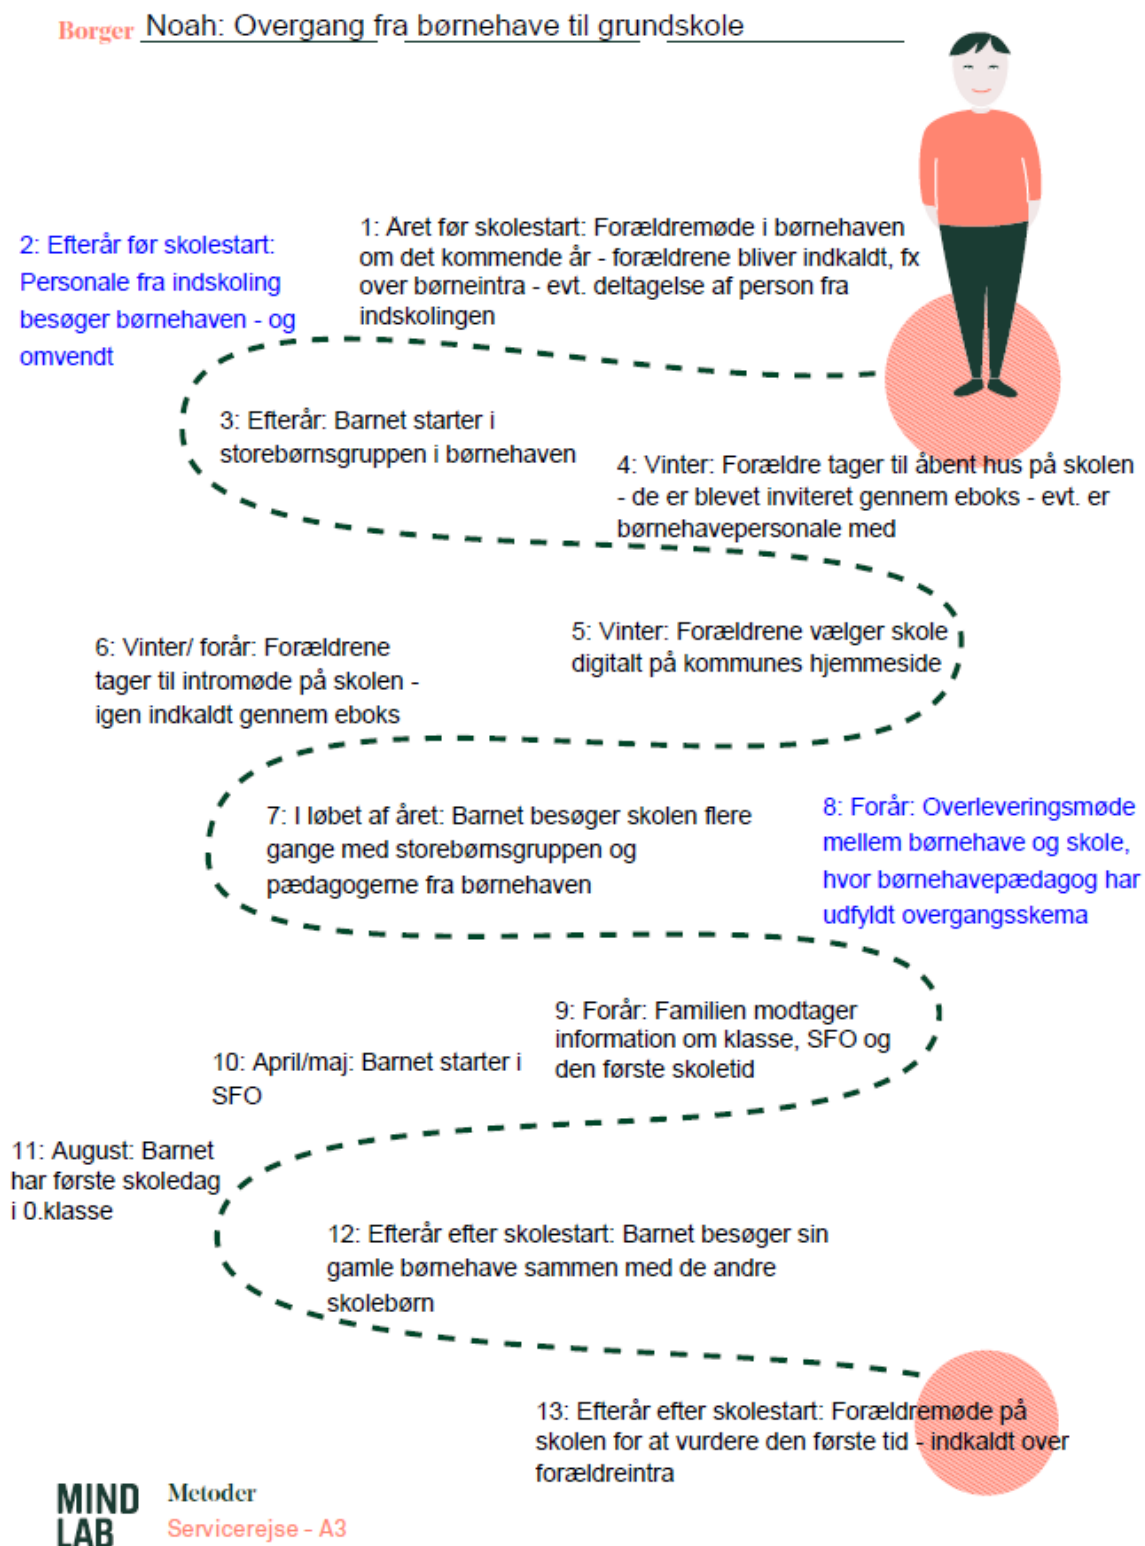 Borger Noah: Overgang fra børnehave til grundskole
1: Året før skolestart: Forældremøde i børnehaven
om det kommende år - forældrene bliver indkaldt, fx
over børneintra - evt. deltagelse af person fra
indskolingen
2: Efterår før skolestart:
Personale fra indskoling
besøger børnehaven - og
omvendt
3: Efterår: Barnet starter i
storebørnsgruppen i børnehaven
4: Vinter: Forældre tager til åbent hus på skolen
- de er blevet inviteret gennem eboks - evt. er
børnehavepersonale med
5: Vinter: Forældrene vælger skole
digitalt på kommunes hjemmeside
6: Vinter/ forår: Forældrene
tager til intromøde på skolen -
igen indkaldt gennem eboks
7: I løbet af året: Barnet besøger skolen flere
gange med storebørnsgruppen og
pædagogerne fra børnehaven
8: Forår: Overleveringsmøde
mellem børnehave og skole,
hvor børnehavepædagog har
udfyldt overgangsskema
9: Forår: Familien modtager
information om klasse, SFO og
den første skoletid
10: April/maj: Barnet starter i
SFO
11: August: Barnet
har første skoledag
i 0.klasse
12: Efterår efter skolestart: Barnet besøger sin
gamle børnehave sammen med de andre
skolebørn
13: Efterår efter skolestart: Forældremøde på
skolen for at vurdere den første tid - indkaldt over
forældreintra
MIND
LAB
Metoder
Servicerejse - A3